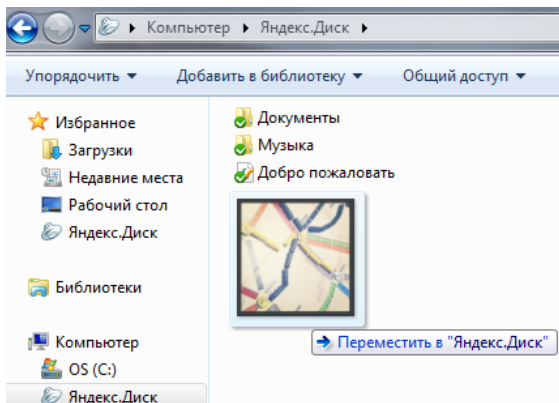 Компьютер Яндекс.Диск
Упорядочить Добавить в библиотеку Общий доступ
Избранное
Загрузки
Недавние места
Рабочий стол
Яндекс.Диск
Библиотеки
Компьютер
OS (C:)
Яндекс.Диск
Документы
Музыка
Добро пожаловать
Переместить в "Яндекс.Диск"